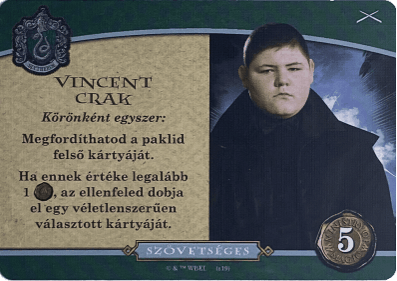 VINCENT
CRAK
Körönként egyszer:
Megfordíthatod a paklid
felső kártyáját.
Ha ennek értéke legalább
1 , az ellenfeled dobja
el egy véletlenszerűen
választott kártyáját.
SZÖVETSÉGES
5